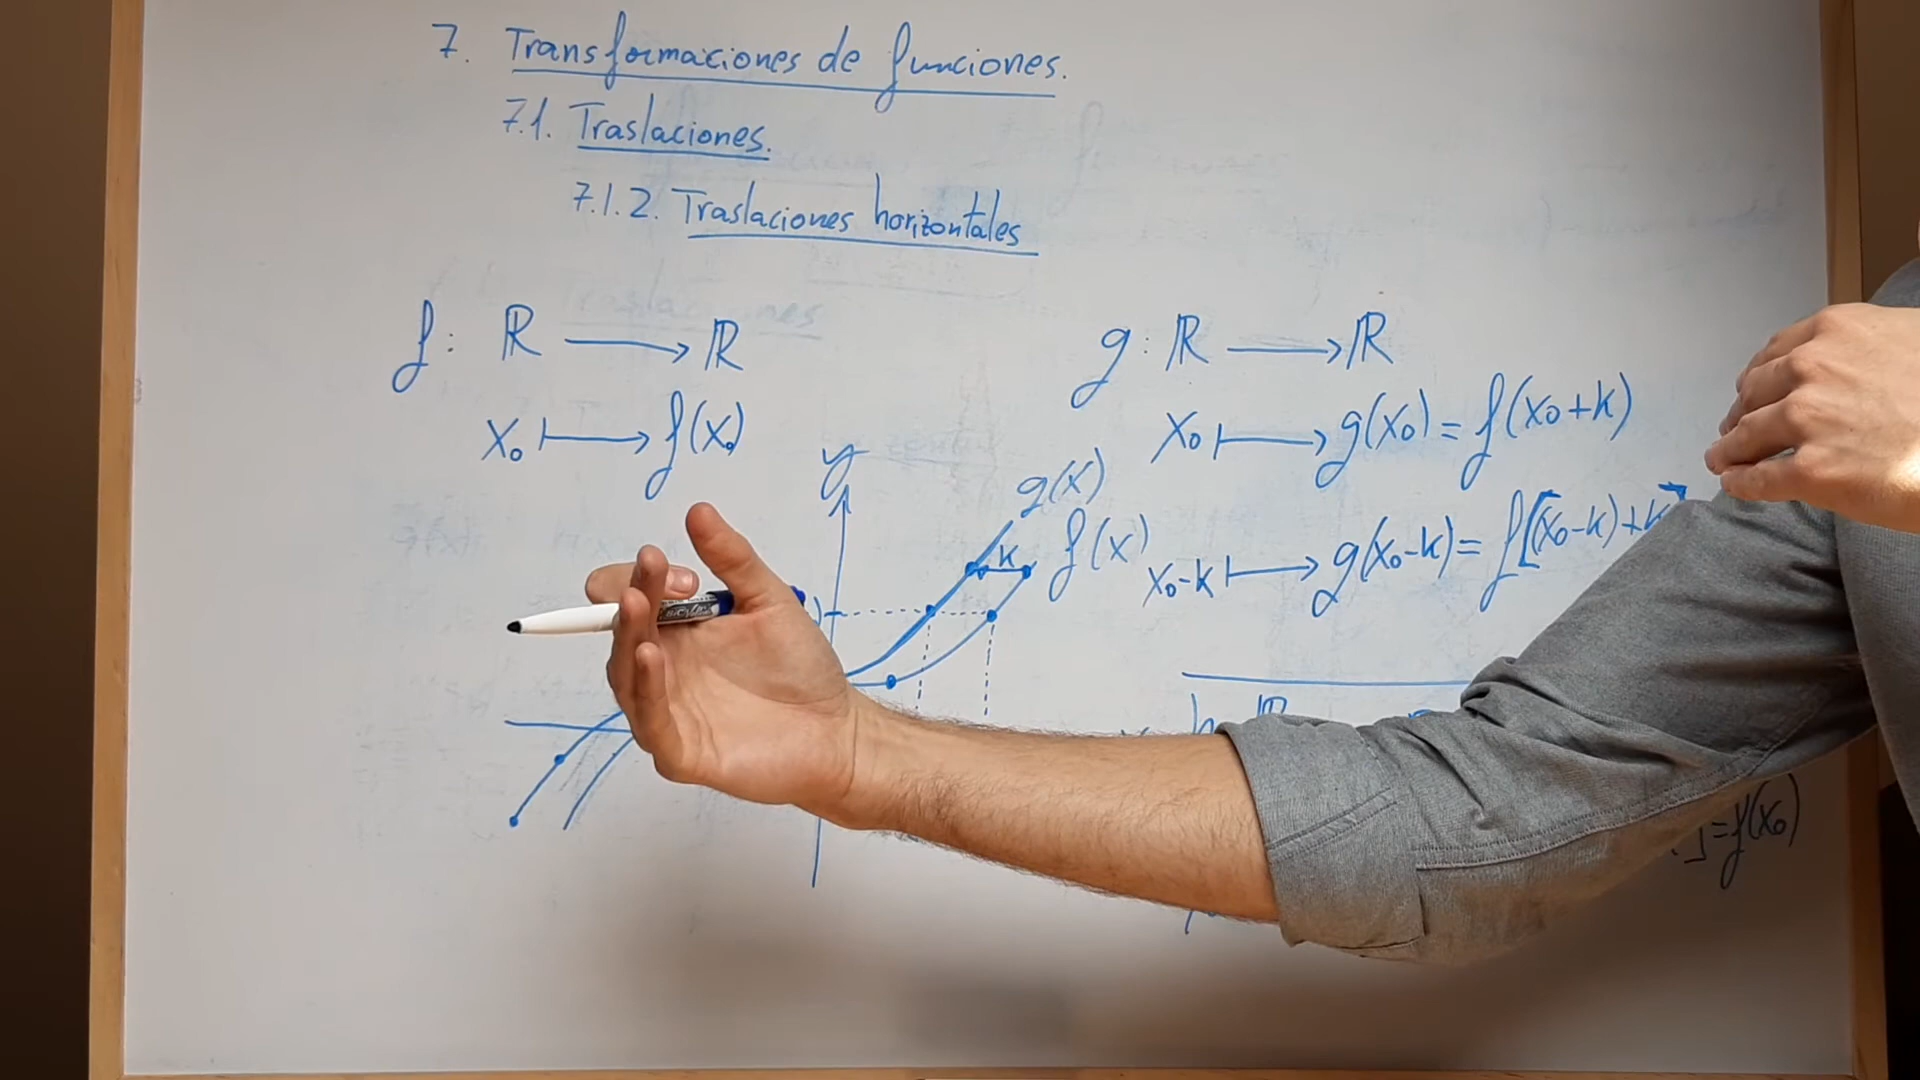 7. Transformaciones de funciones.
7.1. Traslaciones.
7.1.2. Traslaciones horizontales
f: ℝ ⟶ ℝ
x₀ ⟼ f(x₀)
g: ℝ ⟶ ℝ
x₀ ⟼ g(x₀) = f(x₀+k)
x₀-k ⟼ g(x₀-k) = f[(x₀-k)+k]
y
g(x)
f(x)
k
h ℝ
]=f(x₀)